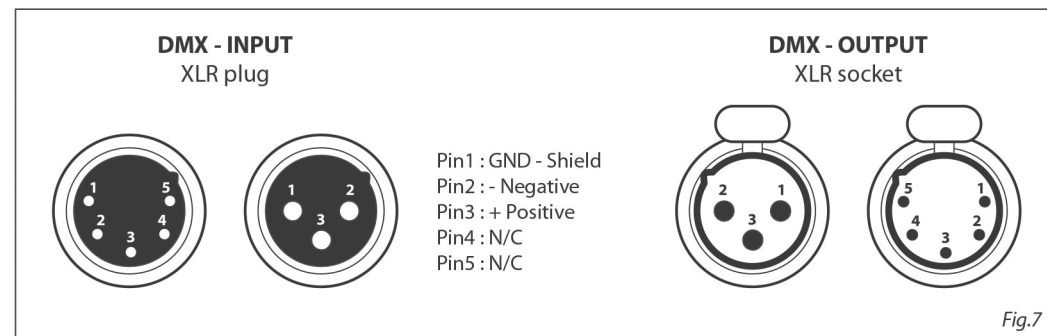 DMX - INPUT
XLR plug
1 5
2 4
3
1 2
3
Pin1 : GND - Shield
Pin2 : - Negative
Pin3 : + Positive
Pin4 : N/C
Pin5 : N/C
DMX - OUTPUT
XLR socket
2 1
3
5 1
4 2
3
Fig.7